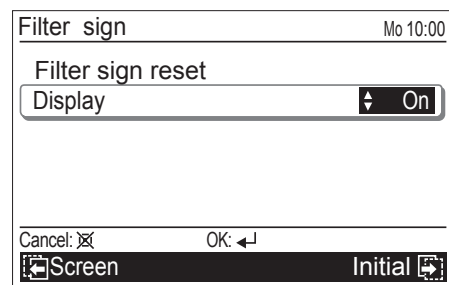 Filter sign Mo 10:00
Filter sign reset
Display On
Cancel: OK:
Screen Initial